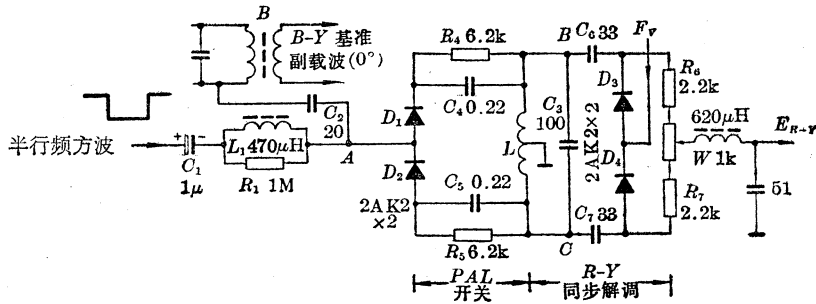 B
B-Y 基准
副载波(0°)
半行频方波
+ -
C₁
1μ
L₁ 470μH
R₁ 1M
C₂
20
A
R₄ 6.2k
C₄ 0.22
D₁
D₂
2AK2
×2
C₅ 0.22
R₅ 6.2k
L
B
C₃
100
C
C₆ 33
C₇ 33
Fᵥ
D₃
D₄
2AK2×2
R₆
2.2k
620μH
W 1k
R₇
2.2k
E_{R-Y}
51
PAL
开关
R-Y
同步解调